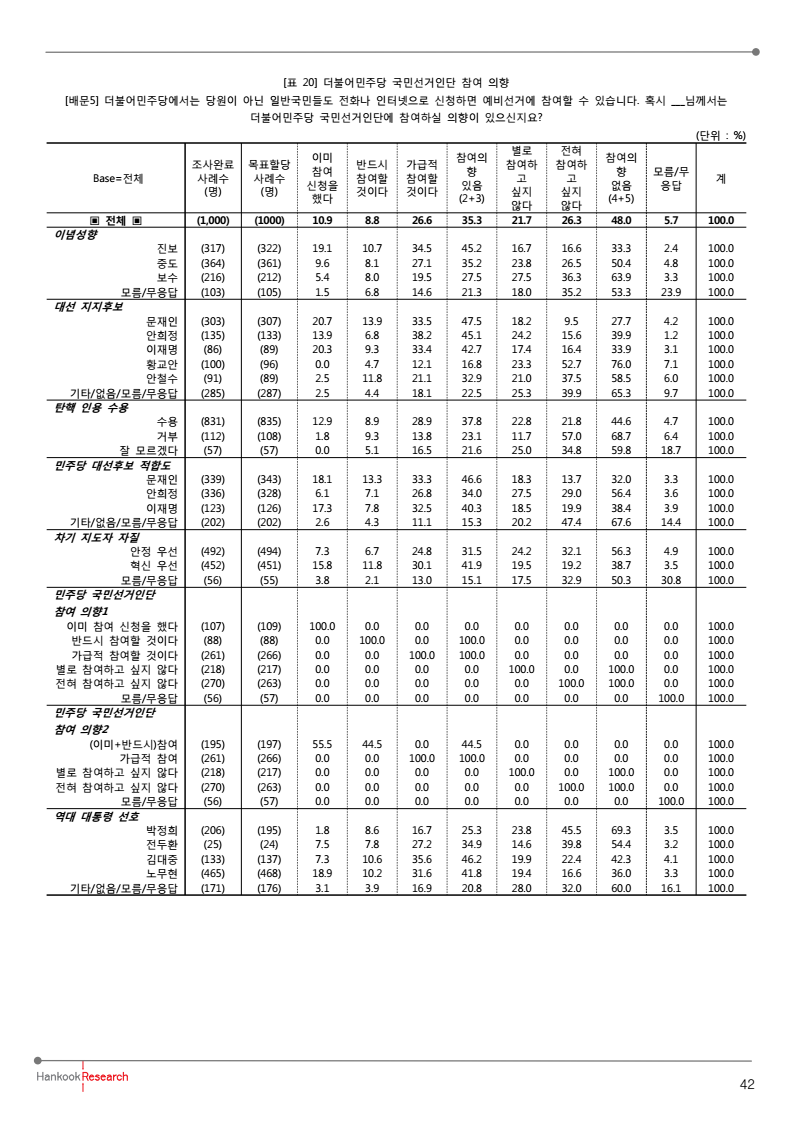 [표 20] 더불어민주당 국민선거인단 참여 의향
[배문5] 더불어민주당에서는 당원이 아닌 일반국민들도 전화나 인터넷으로 신청하면 예비선거에 참여할 수 있습니다. 혹시 __님께서는
더불어민주당 국민선거인단에 참여하실 의향이 있으신지요?
(단위 : %)
Base=전체 조사완료 사례수 (명) 목표할당 사례수 (명) 이미 참여 신청을 했다 반드시 참여할 것이다 가급적 참여할 것이다 참여의향 있음 (2+3) 별로 참여하고 싶지 않다 전혀 참여하고 싶지 않다 참여의향 없음 (4+5) 모름/무응답 계
▣ 전체 ▣ (1,000) (1000) 10.9 8.8 26.6 35.3 21.7 26.3 48.0 5.7 100.0
이념성향
진보 (317) (322) 19.1 10.7 34.5 45.2 16.7 16.6 33.3 2.4 100.0
중도 (364) (361) 9.6 8.1 27.1 35.2 23.8 26.5 50.4 4.8 100.0
보수 (216) (212) 5.4 8.0 19.5 27.5 27.5 36.3 63.9 3.3 100.0
모름/무응답 (103) (105) 1.5 6.8 14.6 21.3 18.0 35.2 53.3 23.9 100.0
대선 지지후보
문재인 (303) (307) 20.7 13.9 33.5 47.5 18.2 9.5 27.7 4.2 100.0
안희정 (135) (133) 13.9 6.8 38.2 45.1 24.2 15.6 39.9 1.2 100.0
이재명 (86) (89) 20.3 9.3 33.4 42.7 17.4 16.4 33.9 3.1 100.0
황교안 (100) (96) 0.0 4.7 12.1 16.8 23.3 52.7 76.0 7.1 100.0
안철수 (91) (89) 2.5 11.8 21.1 32.9 21.0 37.5 58.5 6.0 100.0
기타/없음/모름/무응답 (285) (287) 2.5 4.4 18.1 22.5 25.3 39.9 65.3 9.7 100.0
탄핵 인용 수용
수용 (831) (835) 12.9 8.9 28.9 37.8 22.8 21.8 44.6 4.7 100.0
거부 (112) (108) 1.8 9.3 13.8 23.1 11.7 57.0 68.7 6.4 100.0
잘 모르겠다 (57) (57) 0.0 5.1 16.5 21.6 25.0 34.8 59.8 18.7 100.0
민주당 대선후보 적합도
문재인 (339) (343) 18.1 13.3 33.3 46.6 18.3 13.7 32.0 3.3 100.0
안희정 (336) (328) 6.1 7.1 26.8 34.0 27.5 29.0 56.4 3.6 100.0
이재명 (123) (126) 17.3 7.8 32.5 40.3 18.5 19.9 38.4 3.9 100.0
기타/없음/모름/무응답 (202) (202) 2.6 4.3 11.1 15.3 20.2 47.4 67.6 14.4 100.0
차기 지도자 자질
안정 우선 (492) (494) 7.3 6.7 24.8 31.5 24.2 32.1 56.3 4.9 100.0
혁신 우선 (452) (451) 15.8 11.8 30.1 41.9 19.5 19.2 38.7 3.5 100.0
모름/무응답 (56) (55) 3.8 2.1 13.0 15.1 17.5 32.9 50.3 30.8 100.0
민주당 국민선거인단
참여 의향1
이미 참여 신청을 했다 (107) (109) 100.0 0.0 0.0 0.0 0.0 0.0 0.0 0.0 100.0
반드시 참여할 것이다 (88) (88) 0.0 100.0 0.0 100.0 0.0 0.0 0.0 0.0 100.0
가급적 참여할 것이다 (261) (266) 0.0 0.0 100.0 100.0 0.0 0.0 0.0 0.0 100.0
별로 참여하고 싶지 않다 (218) (217) 0.0 0.0 0.0 0.0 100.0 0.0 100.0 0.0 100.0
전혀 참여하고 싶지 않다 (270) (263) 0.0 0.0 0.0 0.0 0.0 100.0 100.0 0.0 100.0
모름/무응답 (56) (57) 0.0 0.0 0.0 0.0 0.0 0.0 0.0 100.0 100.0
민주당 국민선거인단
참여 의향2
(이미+반드시)참여 (195) (197) 55.5 44.5 0.0 44.5 0.0 0.0 0.0 0.0 100.0
가급적 참여 (261) (266) 0.0 0.0 100.0 100.0 0.0 0.0 0.0 0.0 100.0
별로 참여하고 싶지 않다 (218) (217) 0.0 0.0 0.0 0.0 100.0 0.0 100.0 0.0 100.0
전혀 참여하고 싶지 않다 (270) (263) 0.0 0.0 0.0 0.0 0.0 100.0 100.0 0.0 100.0
모름/무응답 (56) (57) 0.0 0.0 0.0 0.0 0.0 0.0 0.0 100.0 100.0
역대 대통령 선호
박정희 (206) (195) 1.8 8.6 16.7 25.3 23.8 45.5 69.3 3.5 100.0
전두환 (25) (24) 7.5 7.8 27.2 34.9 14.6 39.8 54.4 3.2 100.0
김대중 (133) (137) 7.3 10.6 35.6 46.2 19.9 22.4 42.3 4.1 100.0
노무현 (465) (468) 18.9 10.2 31.6 41.8 19.4 16.6 36.0 3.3 100.0
기타/없음/모름/무응답 (171) (176) 3.1 3.9 16.9 20.8 28.0 32.0 60.0 16.1 100.0
Hankook Research
42